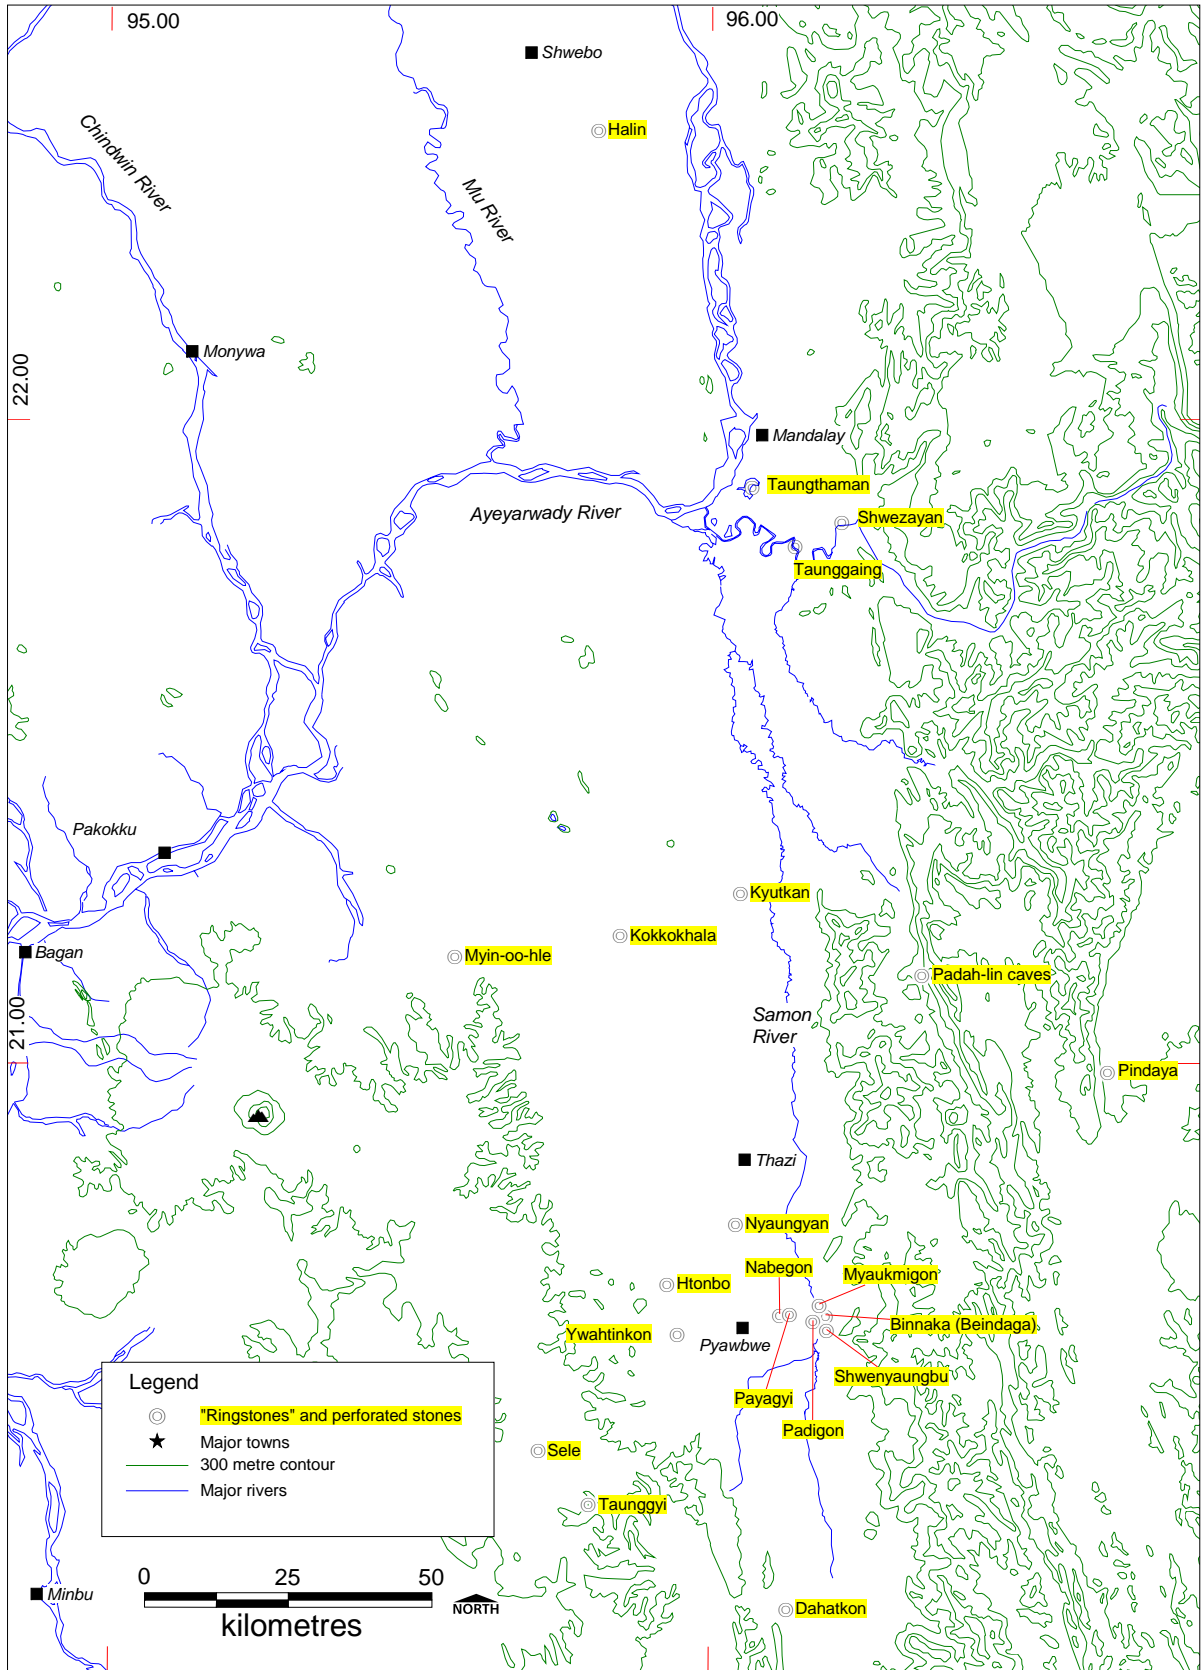 95.00
96.00
Shwebo
Halin
Chindwin River
Mu River
22.00
Monywa
Mandalay
Taungthaman
Ayeyarwady River
Shwezayan
Taunggaing
Pakokku
Kyutkan
Kokkokhala
Bagan
Myin-oo-hle
Padah-lin caves
21.00
Samon
River
Pindaya
Thazi
Nyaungyan
Nabegon
Myaukmigon
Htonbo
Binnaka (Beindaga)
Ywahtinkon
Pyawbwe
Shwenyaungbu
Payagyi
Padigon
Legend
"Ringstones" and perforated stones
Major towns
300 metre contour
Major rivers
Sele
Taunggyi
Minbu
0 25 50
kilometres
NORTH
Dahatkon